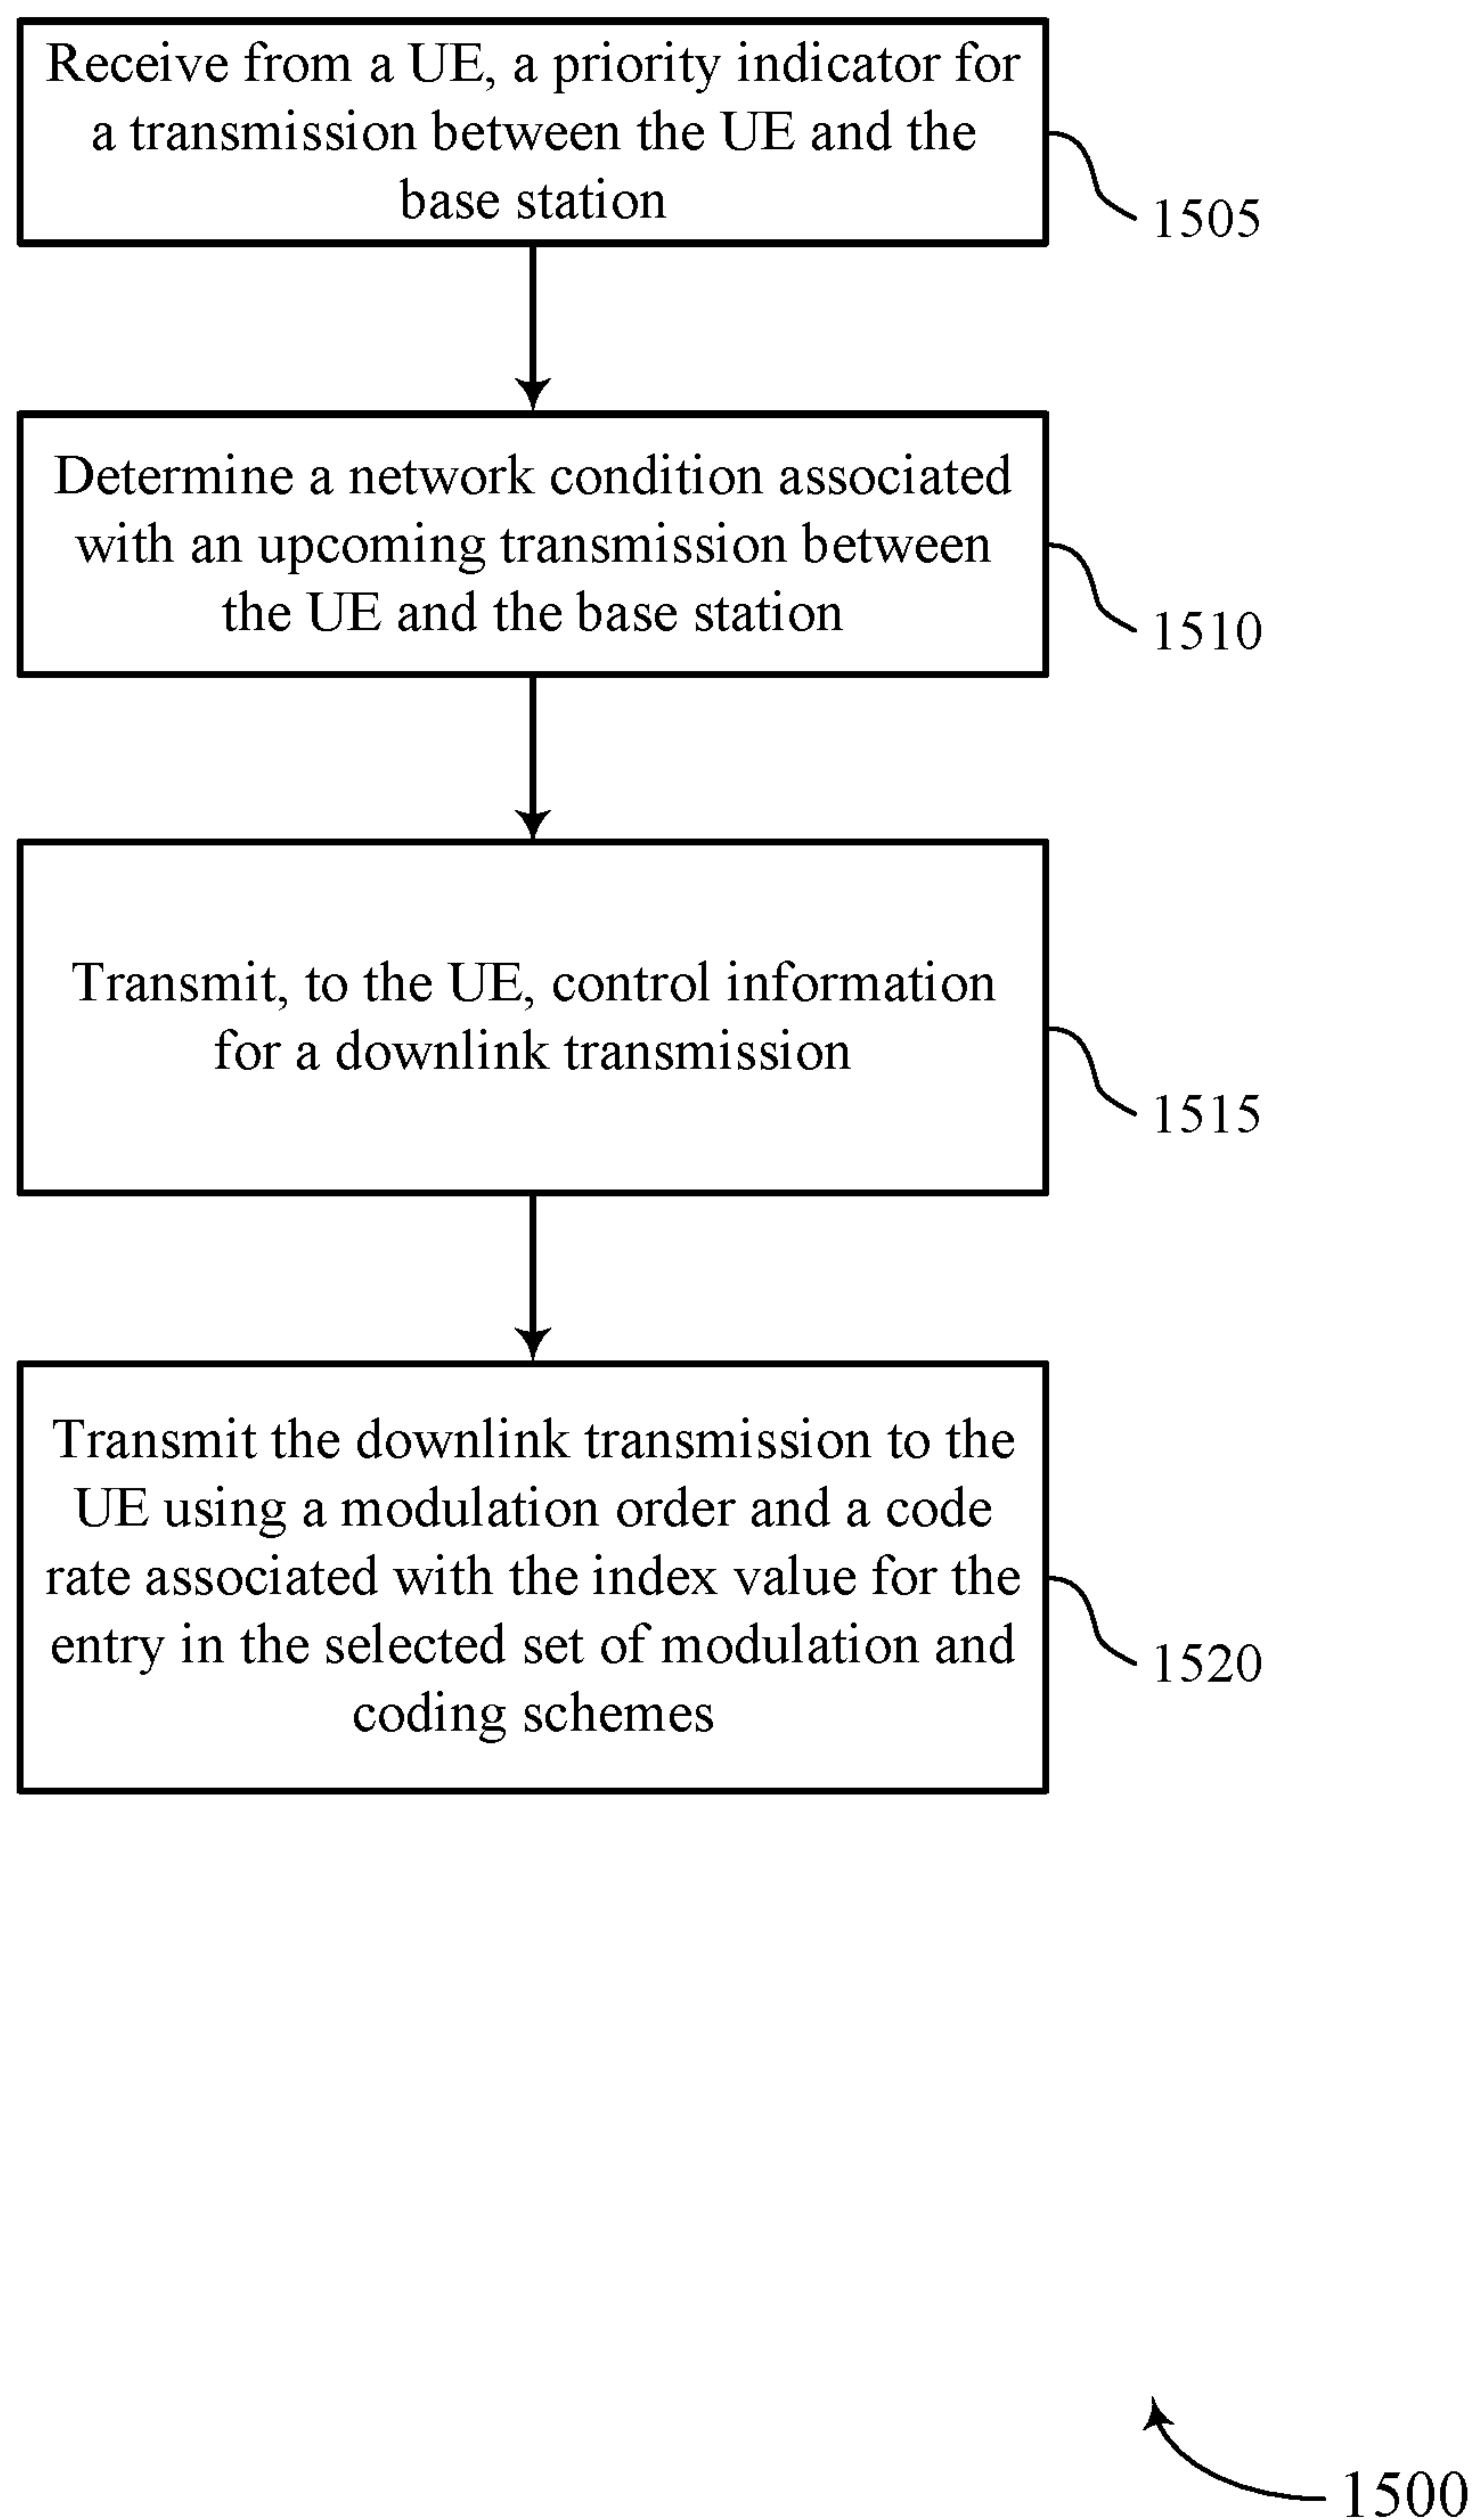 Receive from a UE, a priority indicator for
a transmission between the UE and the
base station
1505
Determine a network condition associated
with an upcoming transmission between
the UE and the base station
1510
Transmit, to the UE, control information
for a downlink transmission
1515
Transmit the downlink transmission to the
UE using a modulation order and a code
rate associated with the index value for the
entry in the selected set of modulation and
coding schemes
1520
1500